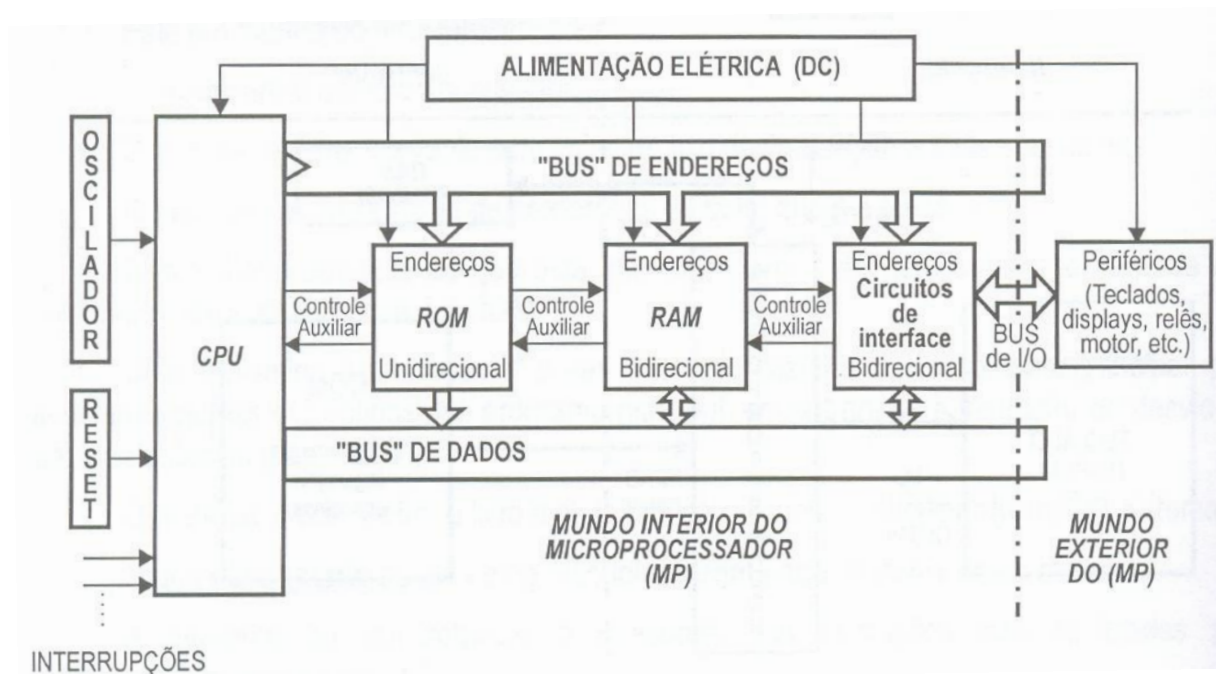 ALIMENTAÇÃO ELÉTRICA (DC)
OSCILADOR
"BUS" DE ENDEREÇOS
Endereços
ROM
Unidirecional
Endereços
RAM
Bidirecional
Endereços
Circuitos
de
interface
Bidirecional
Periféricos
(Teclados,
displays, relês,
motor, etc.)
Controle
Auxiliar
Controle
Auxiliar
Controle
Auxiliar
BUS
de I/O
CPU
RESET
"BUS" DE DADOS
MUNDO INTERIOR DO
MICROPROCESSADOR
(MP)
MUNDO
EXTERIOR
DO (MP)
INTERRUPÇÕES